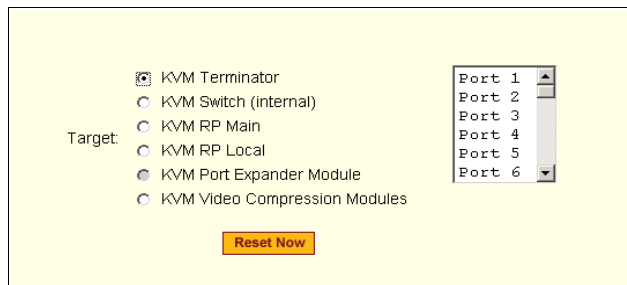 KVM Terminator
KVM Switch (internal)
KVM RP Main
Target:
KVM RP Local
KVM Port Expander Module
KVM Video Compression Modules
Port 1
Port 2
Port 3
Port 4
Port 5
Port 6
Reset Now